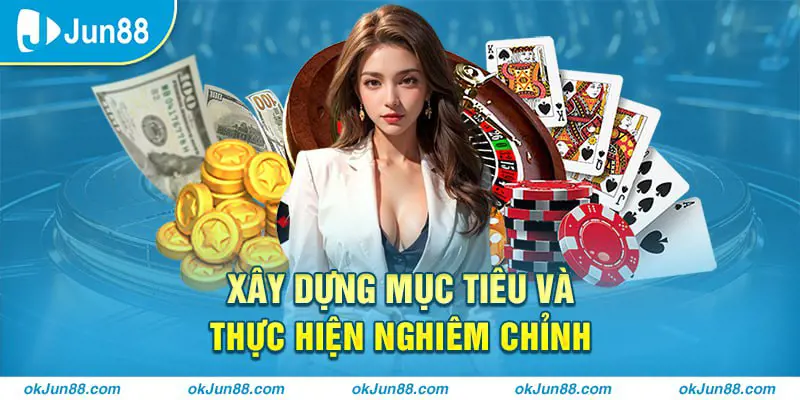 Jun88
XÂY DỰNG MỤC TIÊU VÀ
THỰC HIỆN NGHIÊM CHỈNH
okJun88.com okJun88.com okJun88.com okJun88.com okJun88.com